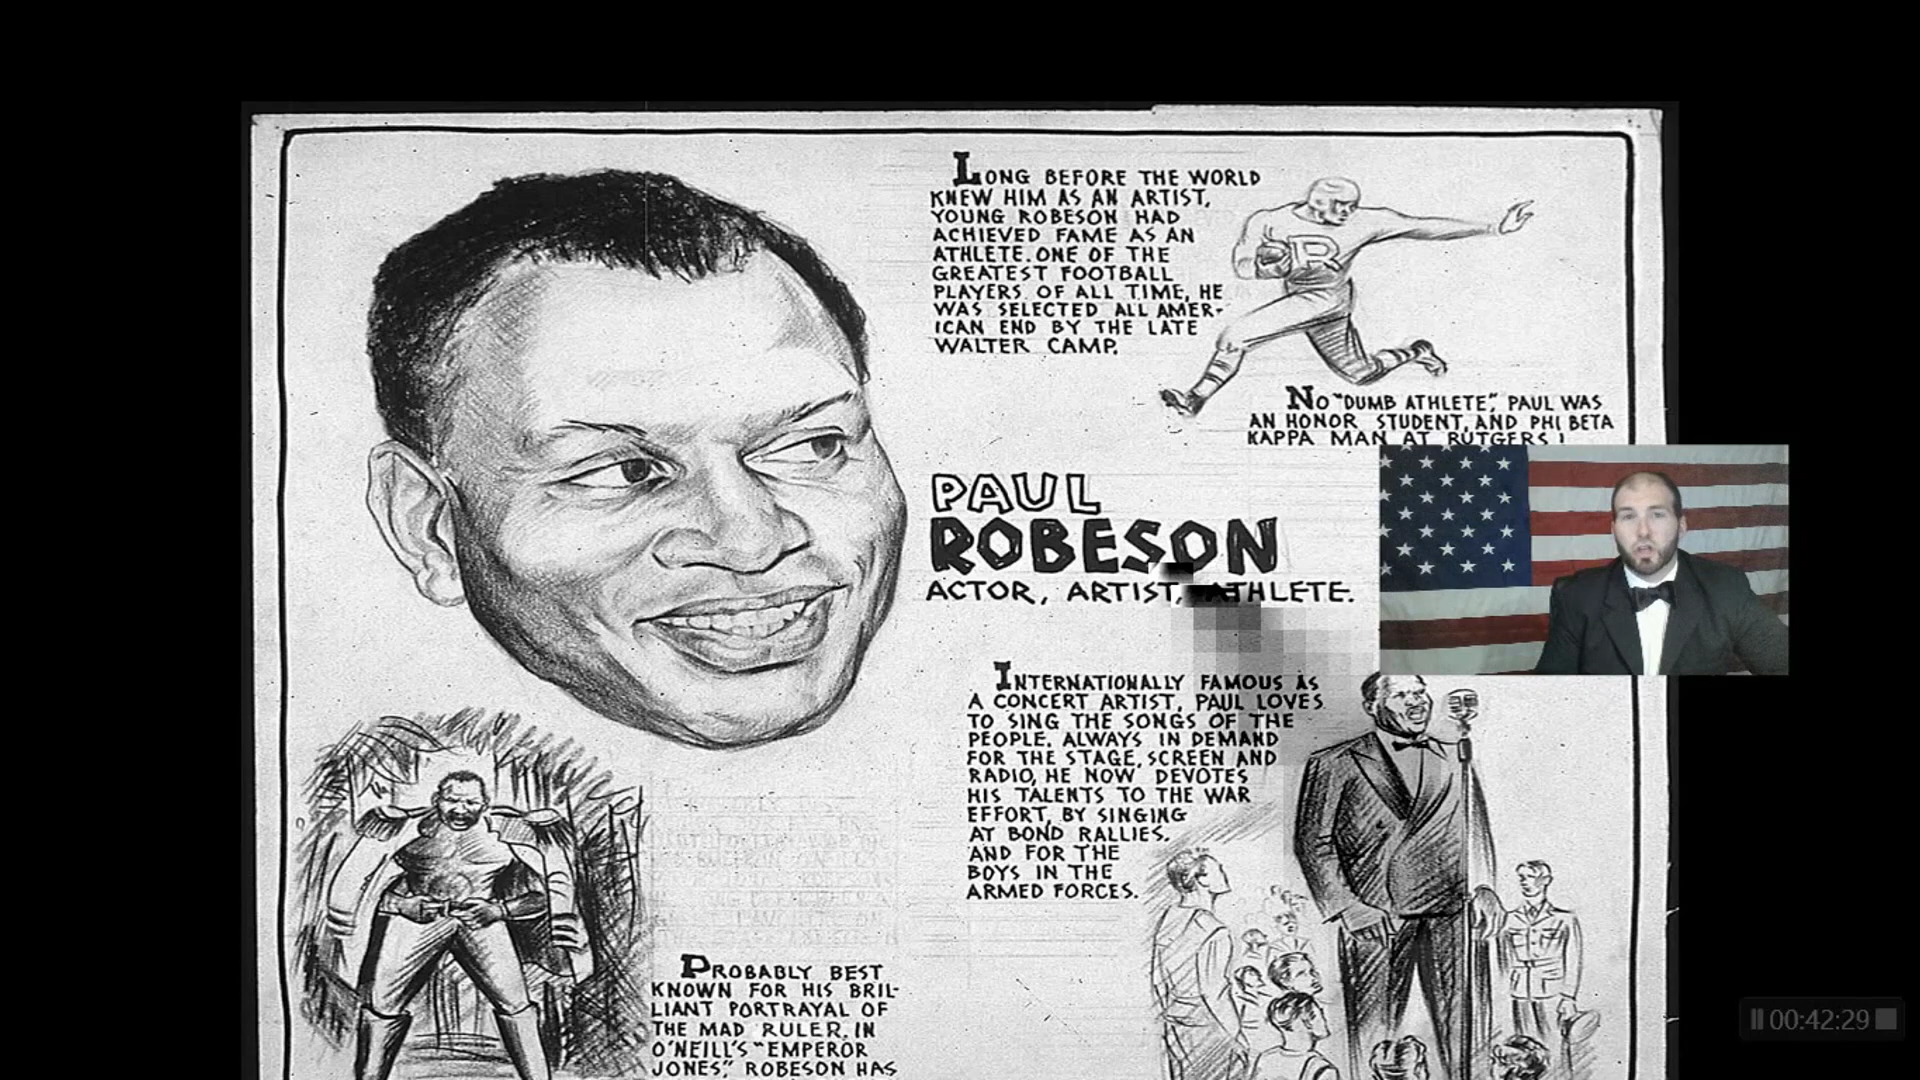 LONG BEFORE THE WORLD
KNEW HIM AS AN ARTIST,
YOUNG ROBESON HAD
ACHIEVED FAME AS AN
ATHLETE. ONE OF THE
GREATEST FOOTBALL
PLAYERS OF ALL TIME, HE
WAS SELECTED ALL AMER-
ICAN END BY THE LATE
WALTER CAMP.
R
NO "DUMB ATHLETE", PAUL WAS
AN HONOR STUDENT, AND PHI BETA
KAPPA MAN AT RUTGERS!
PAUL
ROBESON
ACTOR, ARTIST, ATHLETE.
INTERNATIONALLY FAMOUS AS
A CONCERT ARTIST, PAUL LOVES
TO SING THE SONGS OF THE
PEOPLE. ALWAYS IN DEMAND
FOR THE STAGE, SCREEN AND
RADIO, HE NOW DEVOTES
HIS TALENTS TO THE WAR
EFFORT, BY SINGING
AT BOND RALLIES.
AND FOR THE
BOYS IN THE
ARMED FORCES.
PROBABLY BEST
KNOWN FOR HIS BRIL-
LIANT PORTRAYAL OF
THE MAD RULER, IN
O'NEILL'S "EMPEROR
JONES," ROBESON HAS
00:42:29